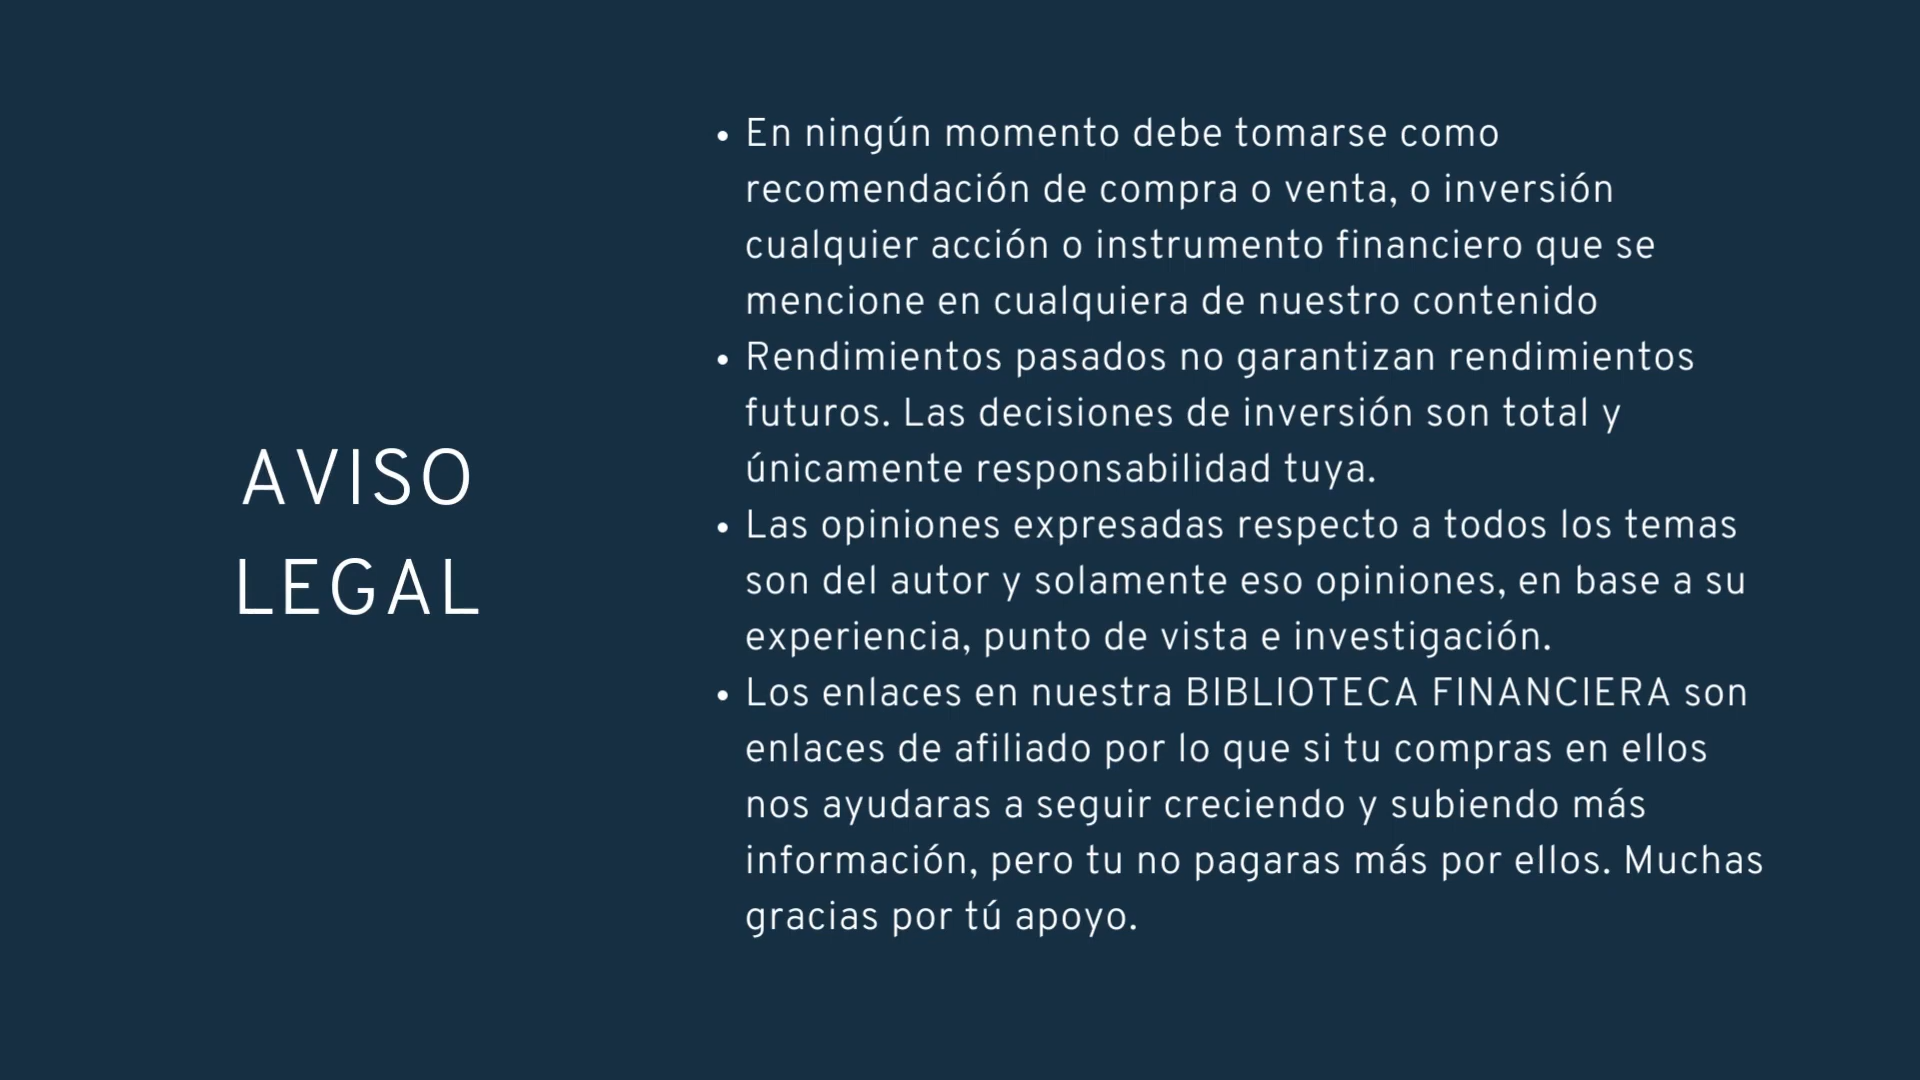 AVISO
LEGAL
• En ningún momento debe tomarse como
recomendación de compra o venta, o inversión
cualquier acción o instrumento financiero que se
mencione en cualquiera de nuestro contenido
• Rendimientos pasados no garantizan rendimientos
futuros. Las decisiones de inversión son total y
únicamente responsabilidad tuya.
• Las opiniones expresadas respecto a todos los temas
son del autor y solamente eso opiniones, en base a su
experiencia, punto de vista e investigación.
• Los enlaces en nuestra BIBLIOTECA FINANCIERA son
enlaces de afiliado por lo que si tu compras en ellos
nos ayudaras a seguir creciendo y subiendo más
información, pero tu no pagaras más por ellos. Muchas
gracias por tú apoyo.